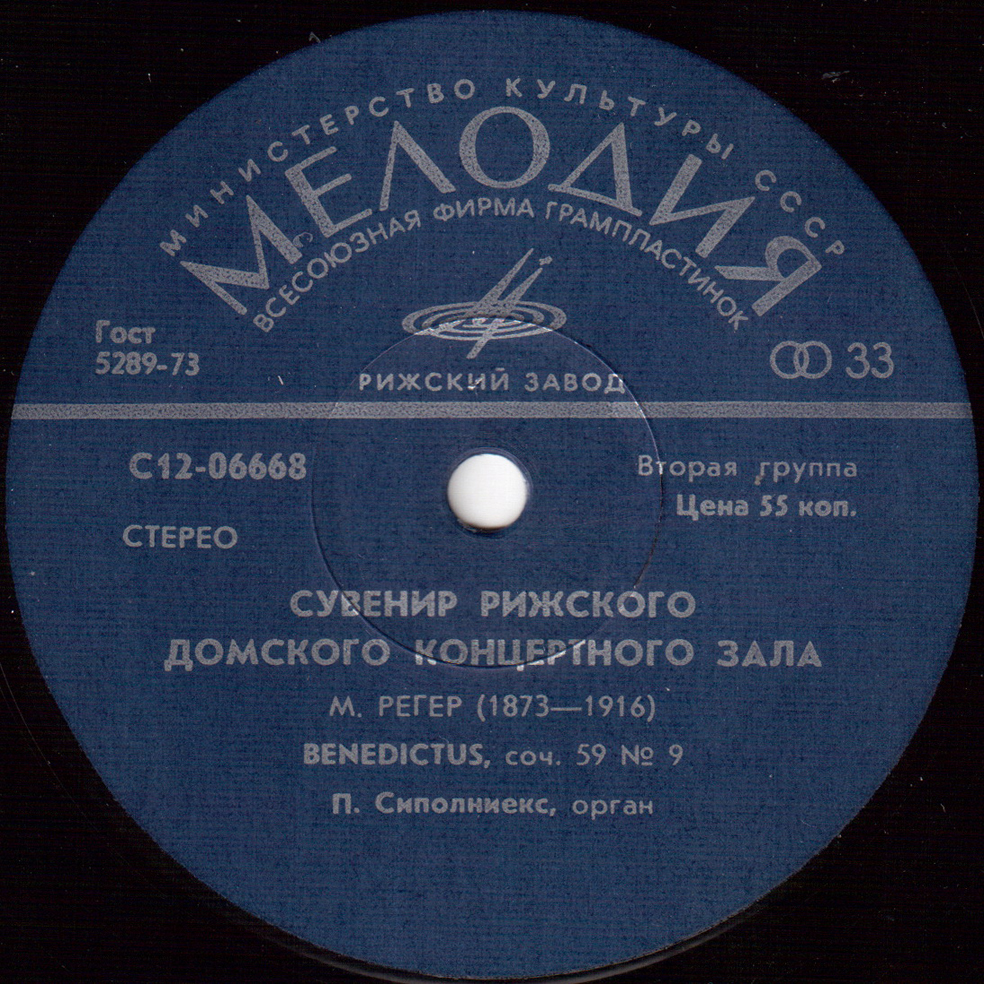 МИНИСТЕРСТВО КУЛЬТУРЫ СССР
МЕЛОДИЯ
ВСЕСОЮЗНАЯ ФИРМА ГРАМПЛАСТИНОК
Гост
5289-73
33
РИЖСКИЙ ЗАВОД
С12-06668
Вторая группа
Цена 55 коп.
СТЕРЕО
СУВЕНИР РИЖСКОГО
ДОМСКОГО КОНЦЕРТНОГО ЗАЛА
М. РЕГЕР (1873—1916)
BENEDICTUS, соч. 59 № 9
П. Сиполниекс, орган